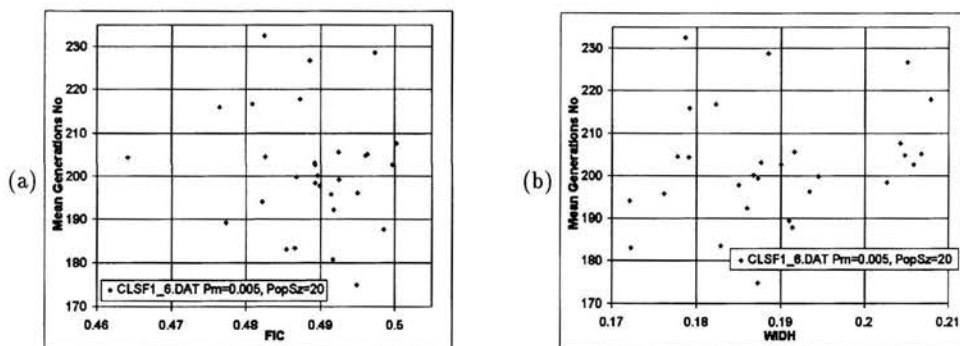 (a)
Mean Generations No
230
220
210
200
190
180
170
CLSF1_6.DAT Pm=0.005, PopSz=20
0.46 0.47 0.48 0.49 0.5
FIC
(b)
Mean Generations No
230
220
210
200
190
180
170
CLSF1_6.DAT Pm=0.005, PopSz=20
0.17 0.18 0.19 0.2 0.21
WIDH